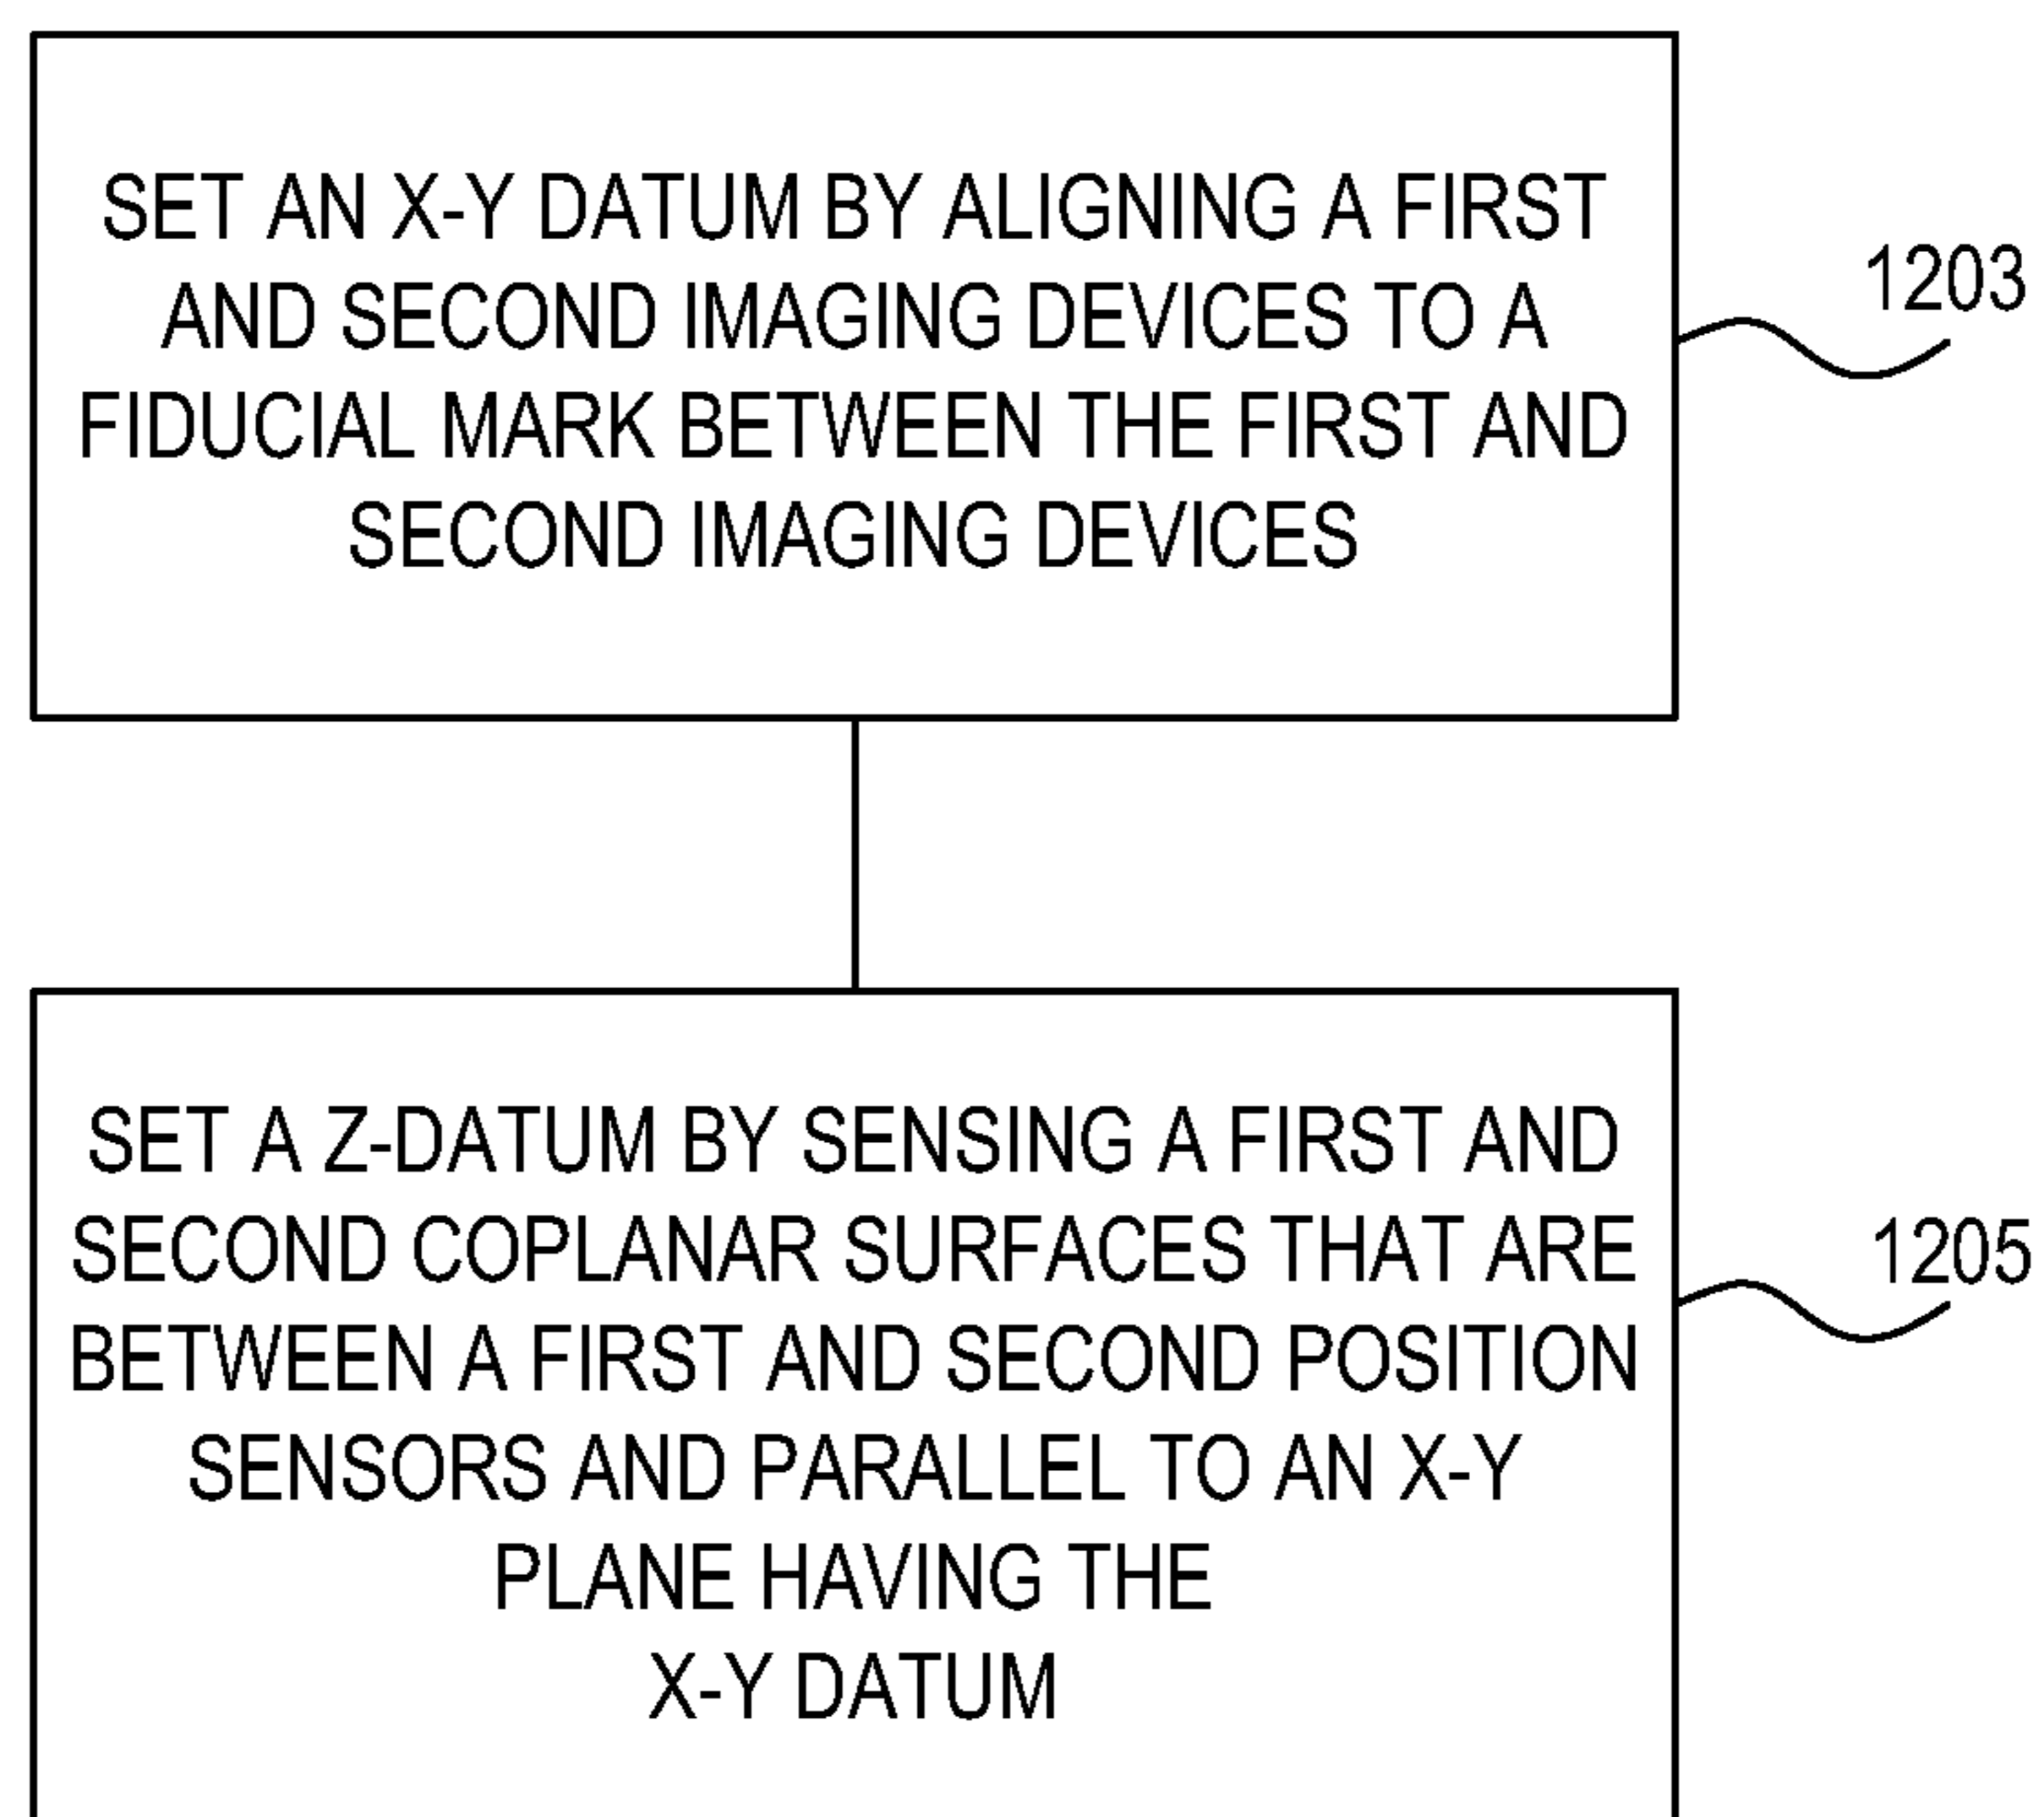 SET AN X-Y DATUM BY ALIGNING A FIRST
AND SECOND IMAGING DEVICES TO A
FIDUCIAL MARK BETWEEN THE FIRST AND
SECOND IMAGING DEVICES
1203
SET A Z-DATUM BY SENSING A FIRST AND
SECOND COPLANAR SURFACES THAT ARE
BETWEEN A FIRST AND SECOND POSITION
SENSORS AND PARALLEL TO AN X-Y
PLANE HAVING THE
X-Y DATUM
1205